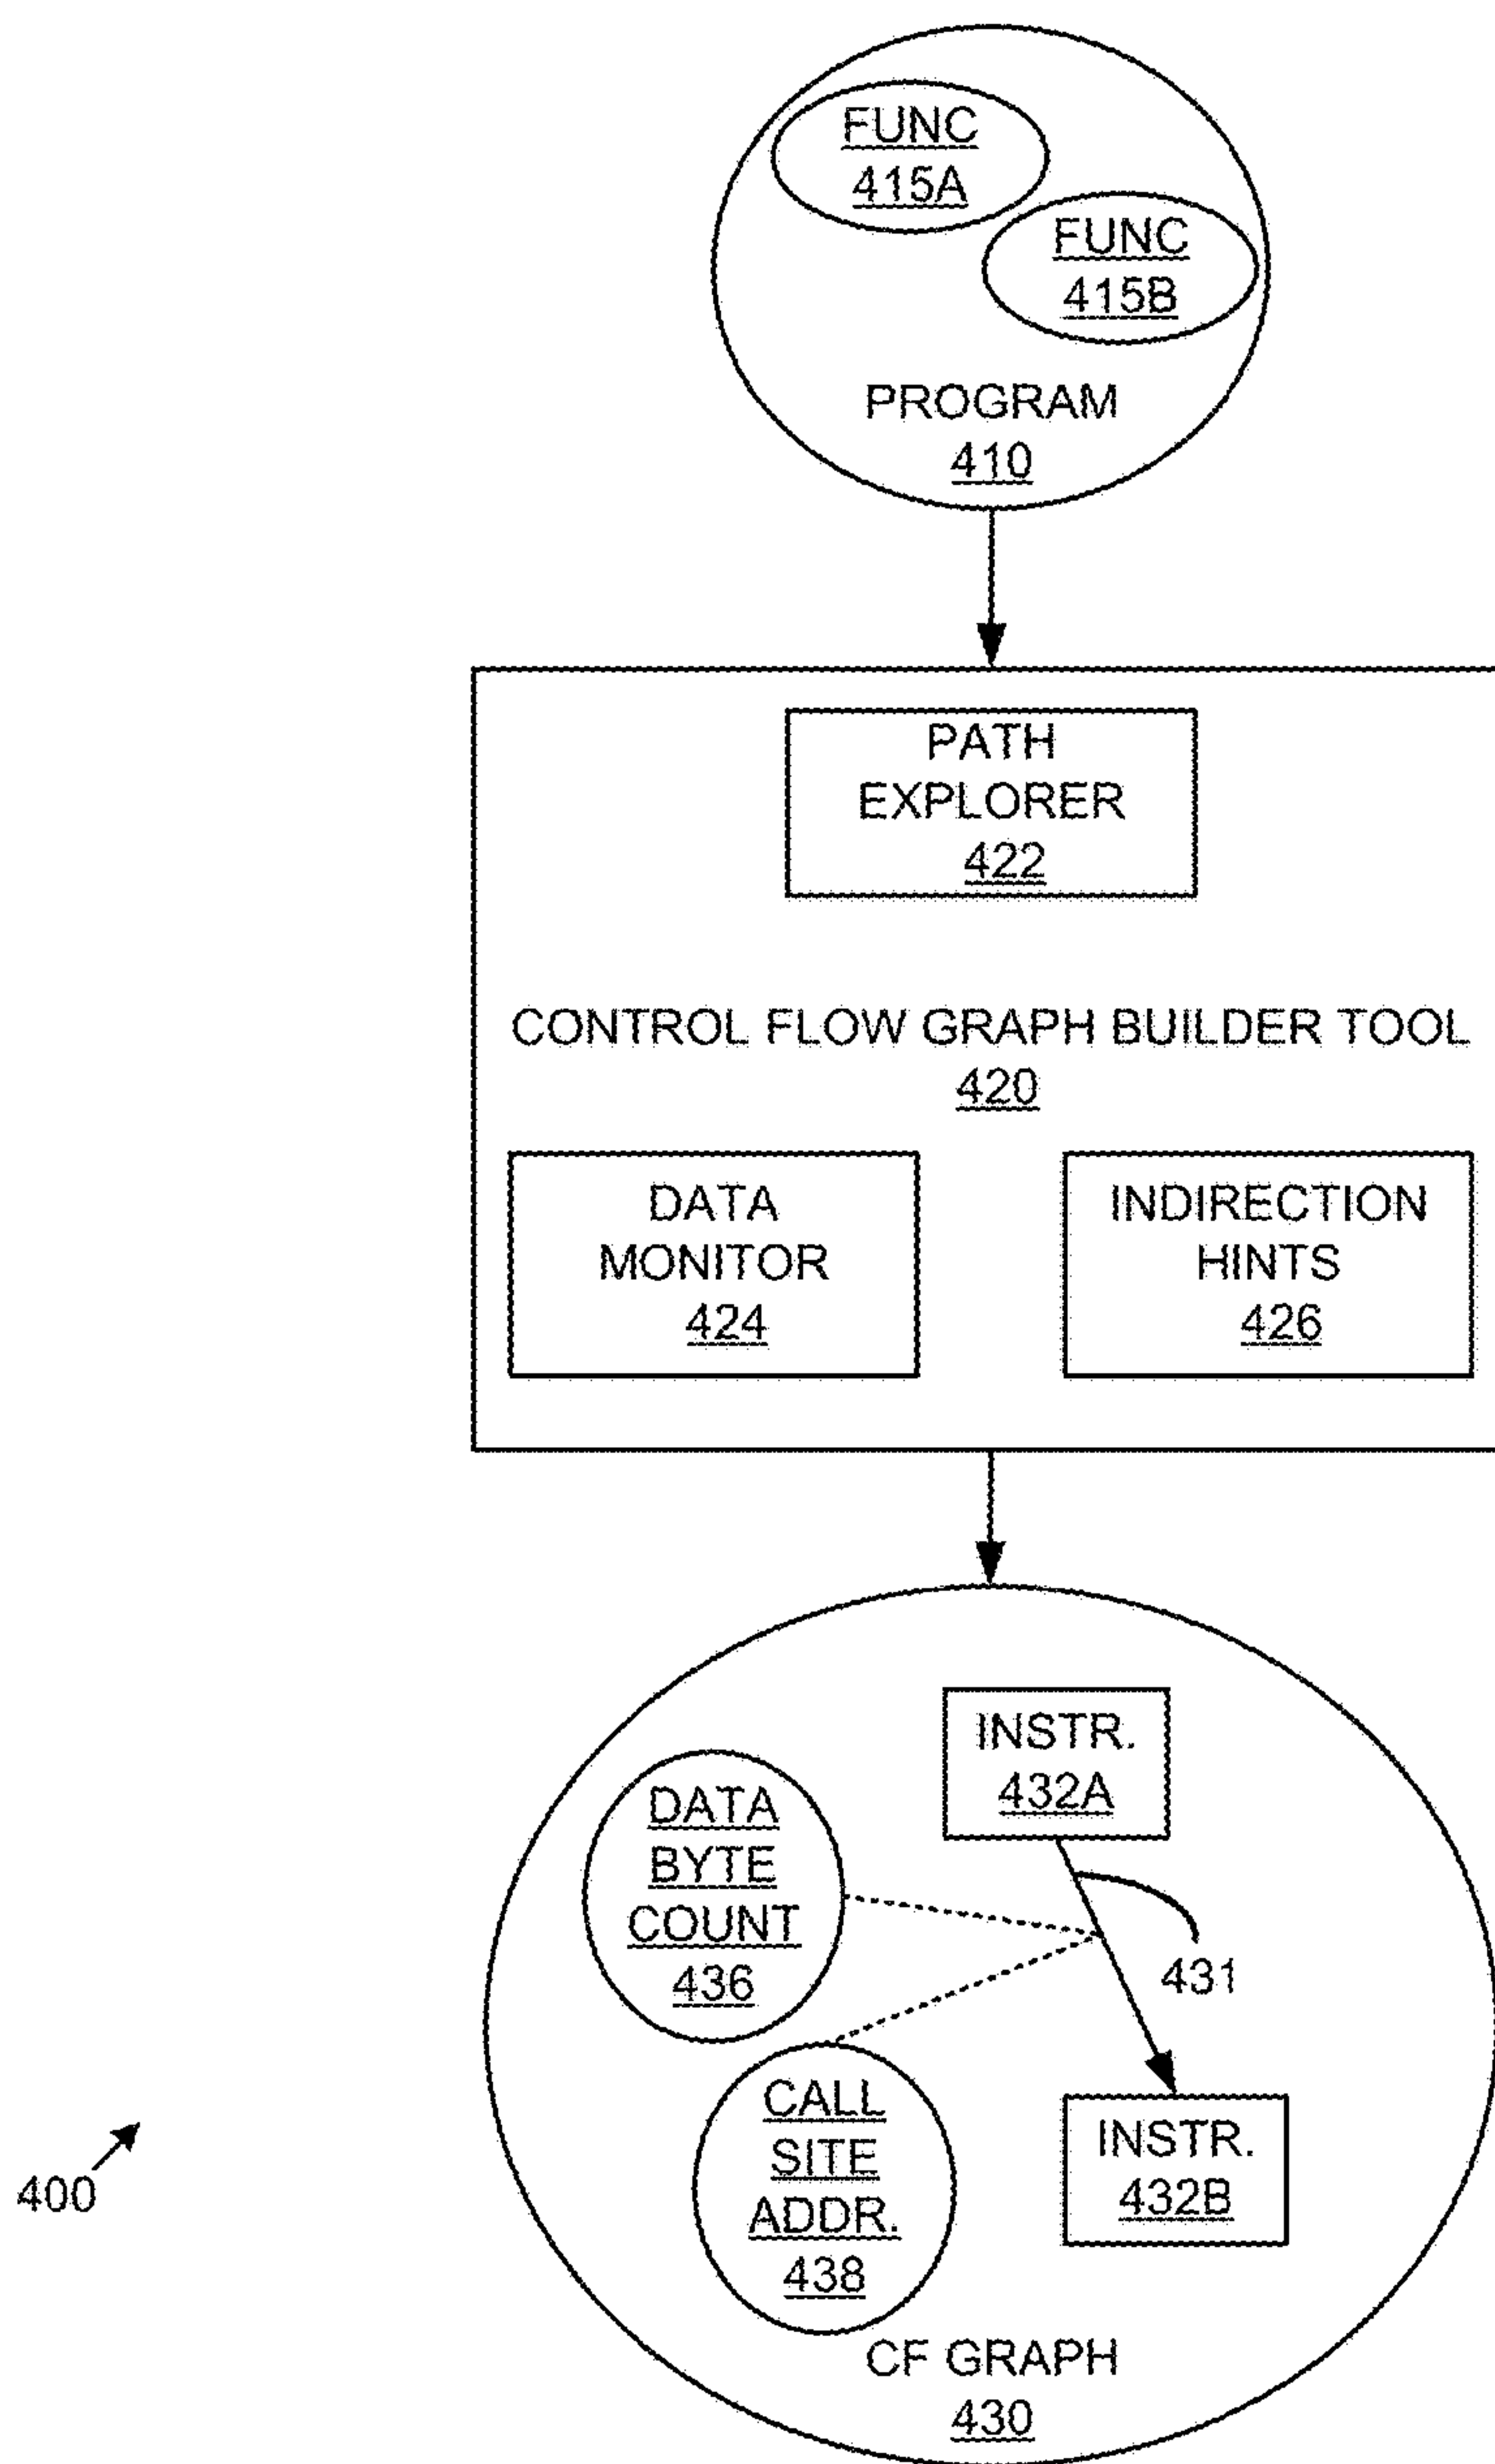 FUNC
415A
FUNC
415B
PROGRAM
410
PATH
EXPLORER
422
CONTROL FLOW GRAPH BUILDER TOOL
420
DATA
MONITOR
424
INDIRECTION
HINTS
426
INSTR.
432A
DATA
BYTE
COUNT
436
431
CALL
SITE
ADDR.
438
INSTR.
432B
400
CF GRAPH
430